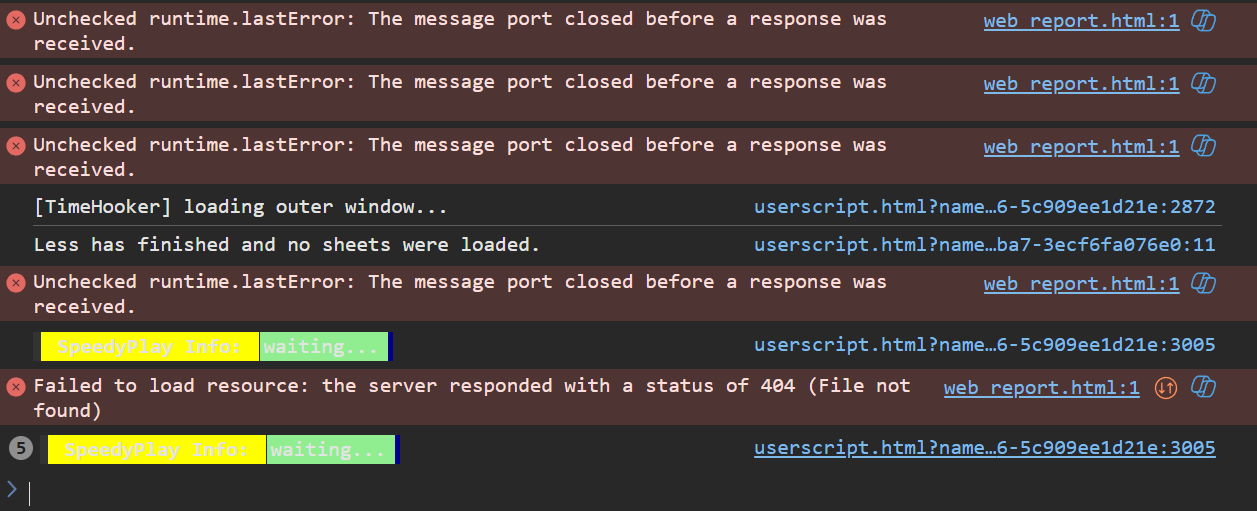 Unchecked runtime.lastError: The message port closed before a response was web_report.html:1
received.
Unchecked runtime.lastError: The message port closed before a response was web_report.html:1
received.
Unchecked runtime.lastError: The message port closed before a response was web_report.html:1
received.
[TimeHooker] loading outer window... userscript.html?name…6-5c909ee1d21e:2872
Less has finished and no sheets were loaded. userscript.html?name…ba7-3ecf6fa076e0:11
Unchecked runtime.lastError: The message port closed before a response was web_report.html:1
received.
SpeedyPlay Info: waiting... userscript.html?name…6-5c909ee1d21e:3005
Failed to load resource: the server responded with a status of 404 (File not web_report.html:1
found)
5 SpeedyPlay Info: waiting... userscript.html?name…6-5c909ee1d21e:3005